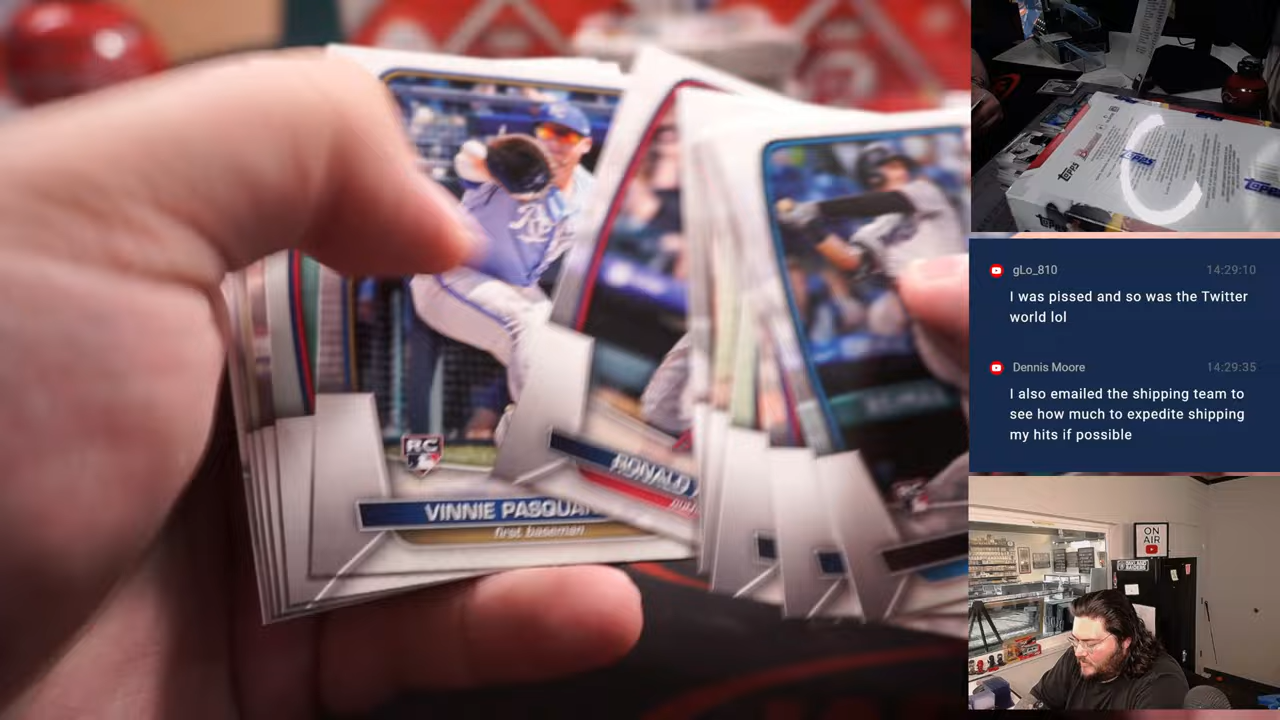 RC
VINNIE PASQUAN
first baseman
RONALD
TOPPS
gLo_810 14:29:10
I was pissed and so was the Twitter
world lol
Dennis Moore 14:29:35
I also emailed the shipping team to
see how much to expedite shipping
my hits if possible
ON
AIR